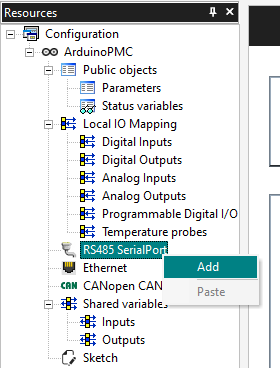 Resources
Configuration
ArduinoPMC
Public objects
Parameters
Status variables
Local IO Mapping
Digital Inputs
Digital Outputs
Analog Inputs
Analog Outputs
Programmable Digital I/O
Temperature probes
RS485 SerialPort
Add
Ethernet
CAN CANopen CAN
Paste
Shared variables
Inputs
Outputs
Sketch